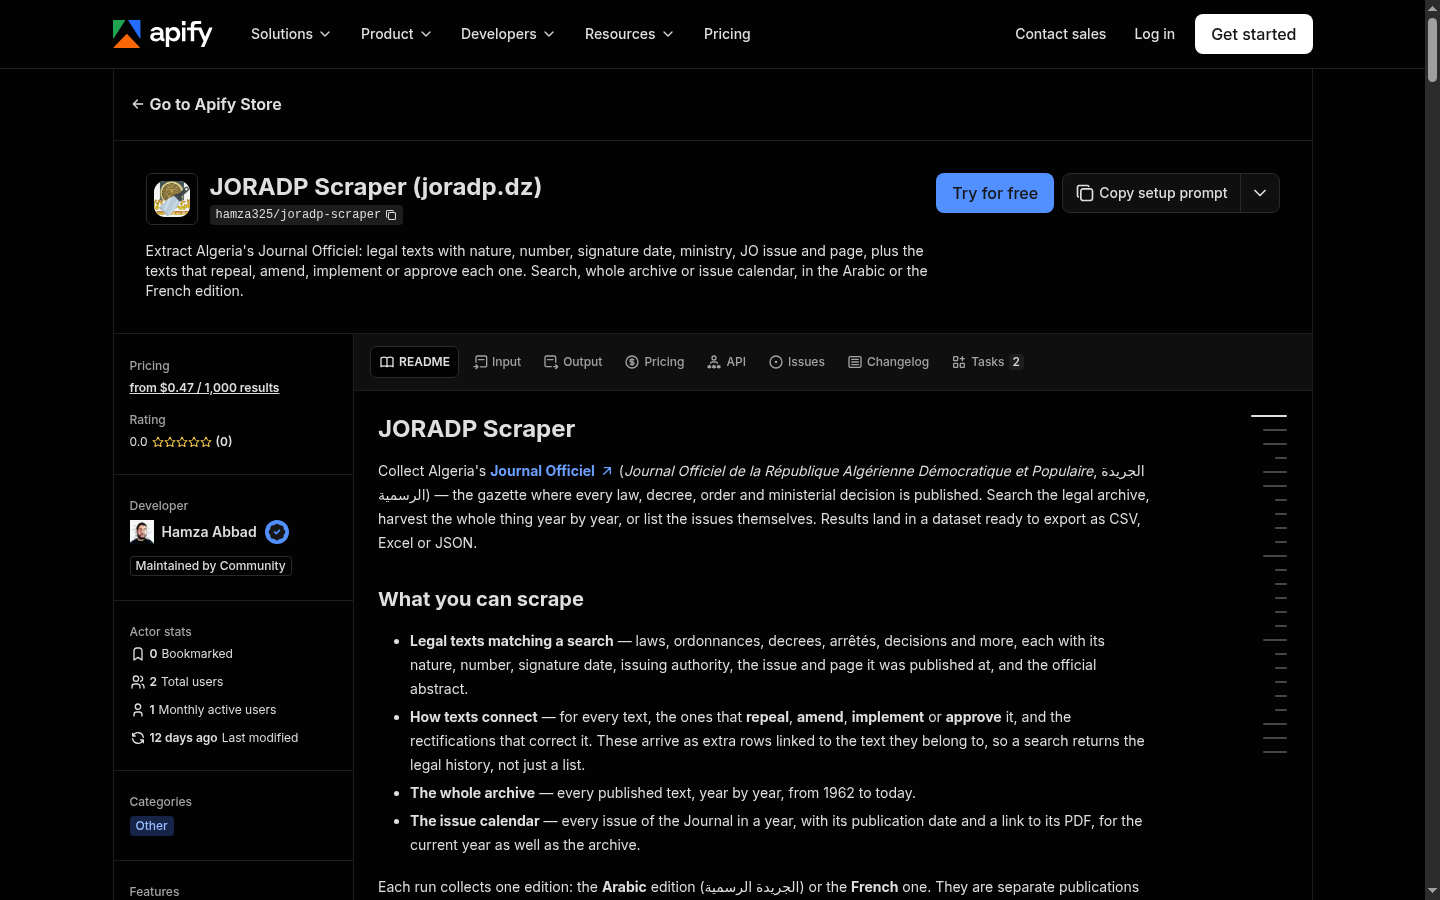 apify
Solutions
Product
Developers
Resources
Pricing
Contact sales
Log in
Get started
← Go to Apify Store
JORADP Scraper (joradp.dz)
hamza325/joradp-scraper
Try for free
Copy setup prompt
Extract Algeria's Journal Officiel: legal texts with nature, number, signature date, ministry, JO issue and page, plus the
texts that repeal, amend, implement or approve each one. Search, whole archive or issue calendar, in the Arabic or the
French edition.
Pricing
from $0.47 / 1,000 results
Rating
0.0 (0)
Developer
Hamza Abbad
Maintained by Community
Actor stats
0 Bookmarked
2 Total users
1 Monthly active users
12 days ago Last modified
Categories
Other
Features
README
Input
Output
Pricing
API
Issues
Changelog
Tasks 2
JORADP Scraper
Collect Algeria's Journal Officiel (Journal Officiel de la République Algérienne Démocratique et Populaire, الجريدة
الرسمية) — the gazette where every law, decree, order and ministerial decision is published. Search the legal archive,
harvest the whole thing year by year, or list the issues themselves. Results land in a dataset ready to export as CSV,
Excel or JSON.
What you can scrape
• Legal texts matching a search — laws, ordonnances, decrees, arrêtés, decisions and more, each with its
nature, number, signature date, issuing authority, the issue and page it was published at, and the official
abstract.
• How texts connect — for every text, the ones that repeal, amend, implement or approve it, and the
rectifications that correct it. These arrive as extra rows linked to the text they belong to, so a search returns the
legal history, not just a list.
• The whole archive — every published text, year by year, from 1962 to today.
• The issue calendar — every issue of the Journal in a year, with its publication date and a link to its PDF, for the
current year as well as the archive.
Each run collects one edition: the Arabic edition (الجريدة الرسمية) or the French one. They are separate publications